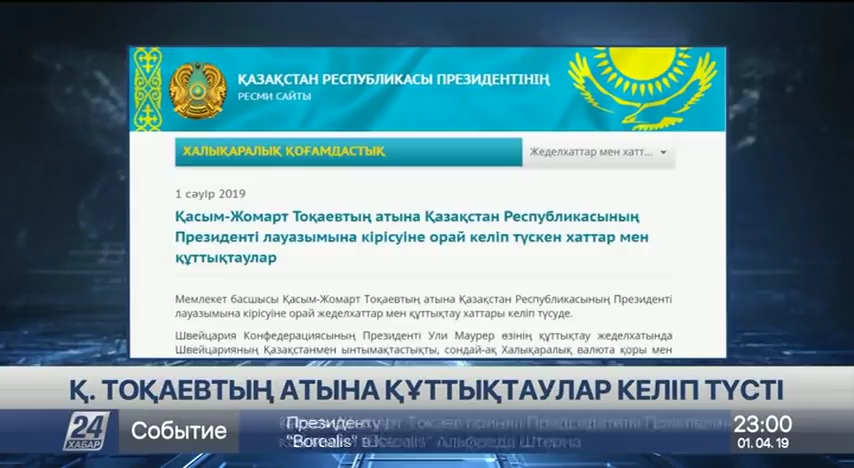 ҚАЗАҚСТАН РЕСПУБЛИКАСЫ ПРЕЗИДЕНТІНІҢ
РЕСМИ САЙТЫ
ХАЛЫҚАРАЛЫҚ ҚОҒАМДАСТЫҚ
Жеделхаттар мен хатт...
1 сәуір 2019
Қасым-Жомарт Тоқаевтың атына Қазақстан Республикасының
Президенті лауазымына кірісуіне орай келіп түскен хаттар мен
құттықтаулар
Мемлекет басшысы Қасым-Жомарт Тоқаевтың атына Қазақстан Республикасының Президенті
лауазымына кірісуіне орай жеделхаттар мен құттықтау хаттары келіп түсуде.
Швейцария Конфедерациясының Президенті Ули Маурер өзінің құттықтау жеделхатында
Швейцарияның Қазақстанмен ынтымақтастықты, сондай-ақ Халықаралық валюта қоры мен
Қ. ТОҚАЕВТЫҢ АТЫНА ҚҰТТЫҚТАУЛАР КЕЛІП ТҮСТІ
24
ХАБАР
Событие
Президенту
"Borealis"
23:00
01.04.19